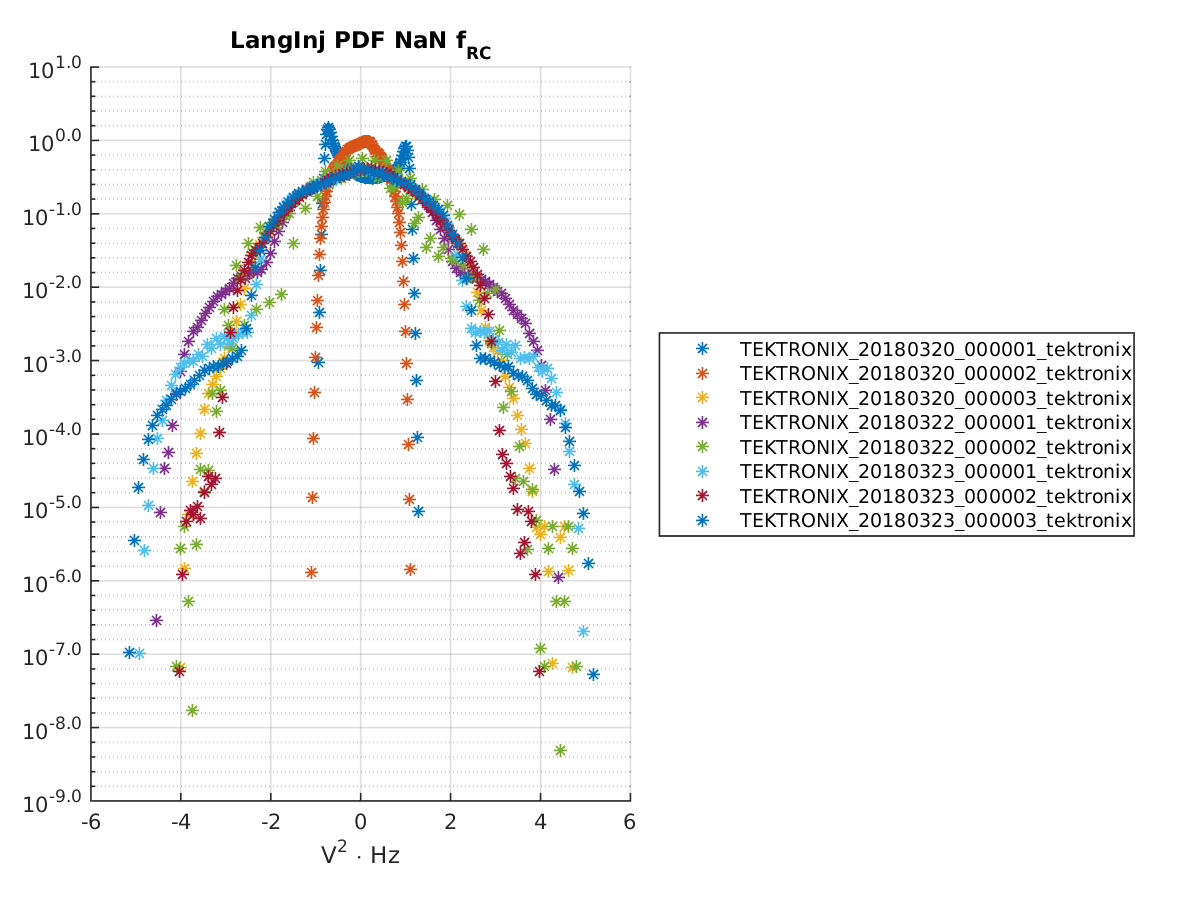 LangInj PDF NaN f_RC
10^1.0
10^0.0
10^-1.0
10^-2.0
10^-3.0
10^-4.0
10^-5.0
10^-6.0
10^-7.0
10^-8.0
10^-9.0
-6 -4 -2 0 2 4 6
V^2 · Hz
TEKTRONIX_20180320_000001_tektronix
TEKTRONIX_20180320_000002_tektronix
TEKTRONIX_20180320_000003_tektronix
TEKTRONIX_20180322_000001_tektronix
TEKTRONIX_20180322_000002_tektronix
TEKTRONIX_20180323_000001_tektronix
TEKTRONIX_20180323_000002_tektronix
TEKTRONIX_20180323_000003_tektronix